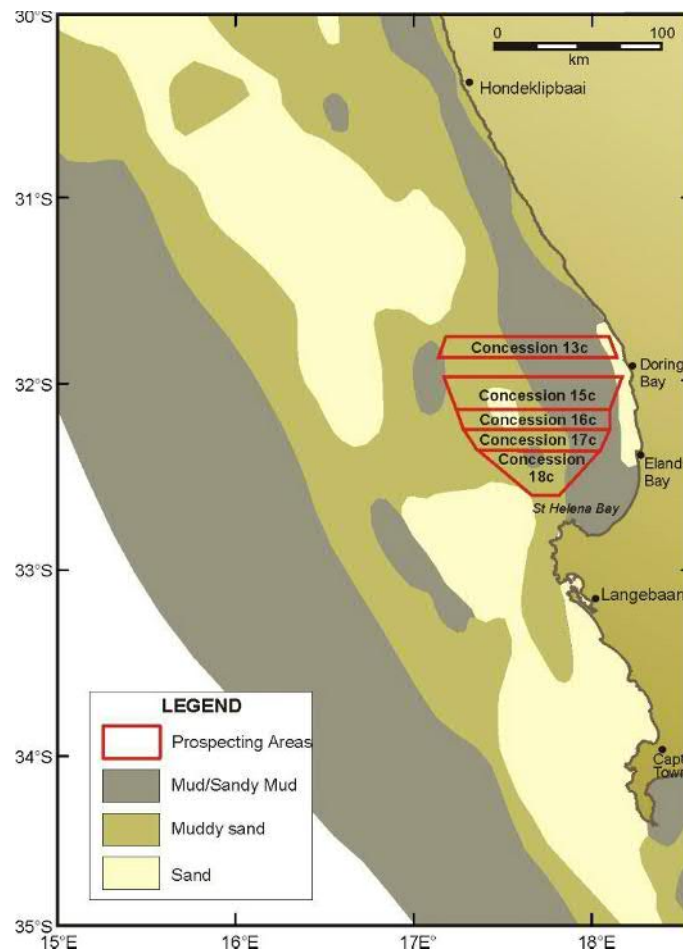 30°S
0 100
km
Hondeklipbaai
31°S
Concession 13c
Doring
Bay
32°S
Concession 15c
Concession 16c
Concession 17c
Concession
18c
Eland
Bay
St Helena Bay
33°S
Langebaan
LEGEND
Prospecting Areas
Mud/Sandy Mud
Muddy sand
Sand
34°S
Cape
Town
35°S
15°E 16°E 17°E 18°E